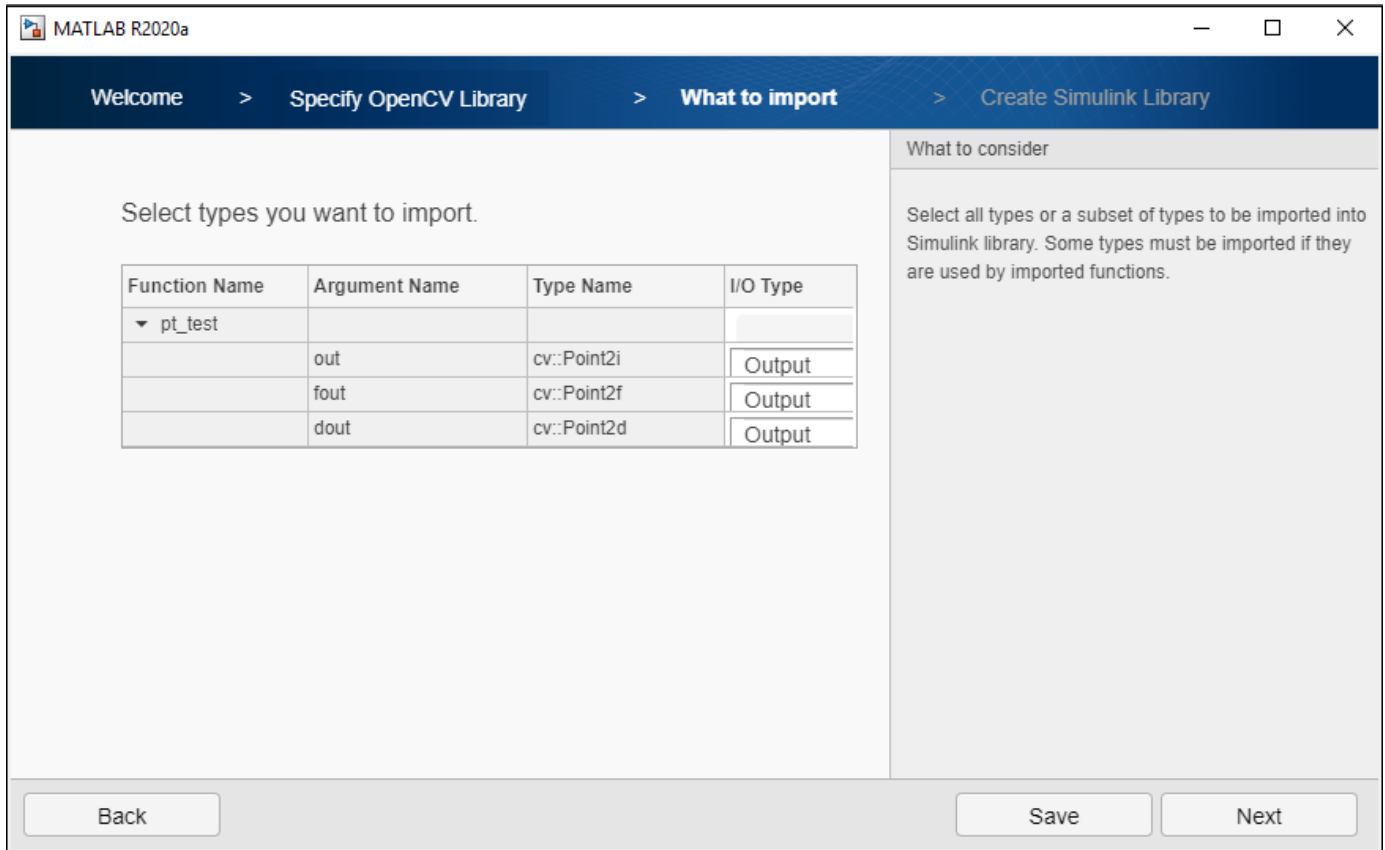 MATLAB R2020a
Welcome > Specify OpenCV Library > What to import > Create Simulink Library
What to consider
Select types you want to import.
Select all types or a subset of types to be imported into
Simulink library. Some types must be imported if they
are used by imported functions.
Function Name Argument Name Type Name I/O Type
pt_test
out cv::Point2i Output
fout cv::Point2f Output
dout cv::Point2d Output
Back Save Next